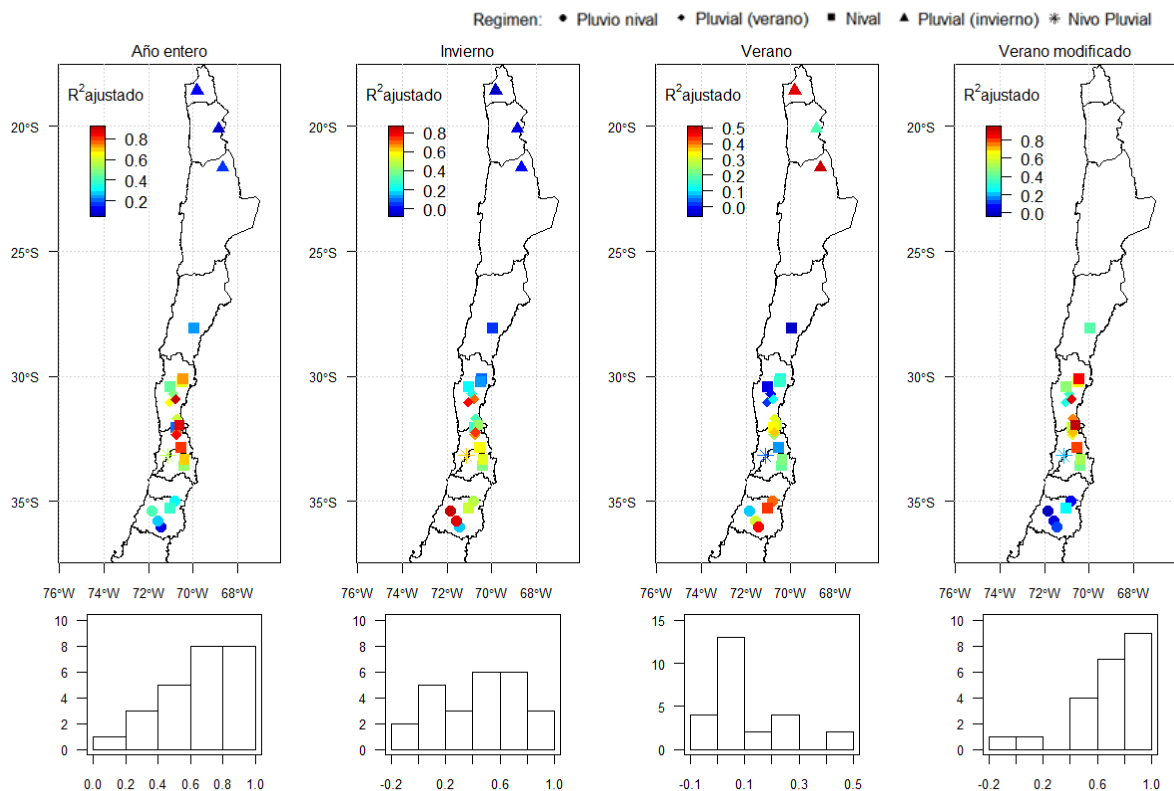 Regimen: Pluvio nival Pluvial (verano) Nival Pluvial (invierno) Nivo Pluvial
Año entero Invierno Verano Verano modificado
R²ajustado R²ajustado R²ajustado R²ajustado
20°S 20°S 20°S 20°S
0.8 0.6 0.4 0.2
0.8 0.6 0.4 0.2 0.0
0.5 0.4 0.3 0.2 0.1 0.0
0.8 0.6 0.4 0.2 0.0
25°S 25°S 25°S 25°S
30°S 30°S 30°S 30°S
35°S 35°S 35°S 35°S
76°W 74°W 72°W 70°W 68°W 76°W 74°W 72°W 70°W 68°W 76°W 74°W 72°W 70°W 68°W 76°W 74°W 72°W 70°W 68°W
10 8 6 4 2 0
0.0 0.2 0.4 0.6 0.8 1.0
10 8 6 4 2 0
-0.2 0.2 0.6 1.0
15 10 5 0
-0.1 0.1 0.3 0.5
10 8 6 4 2 0
-0.2 0.2 0.6 1.0